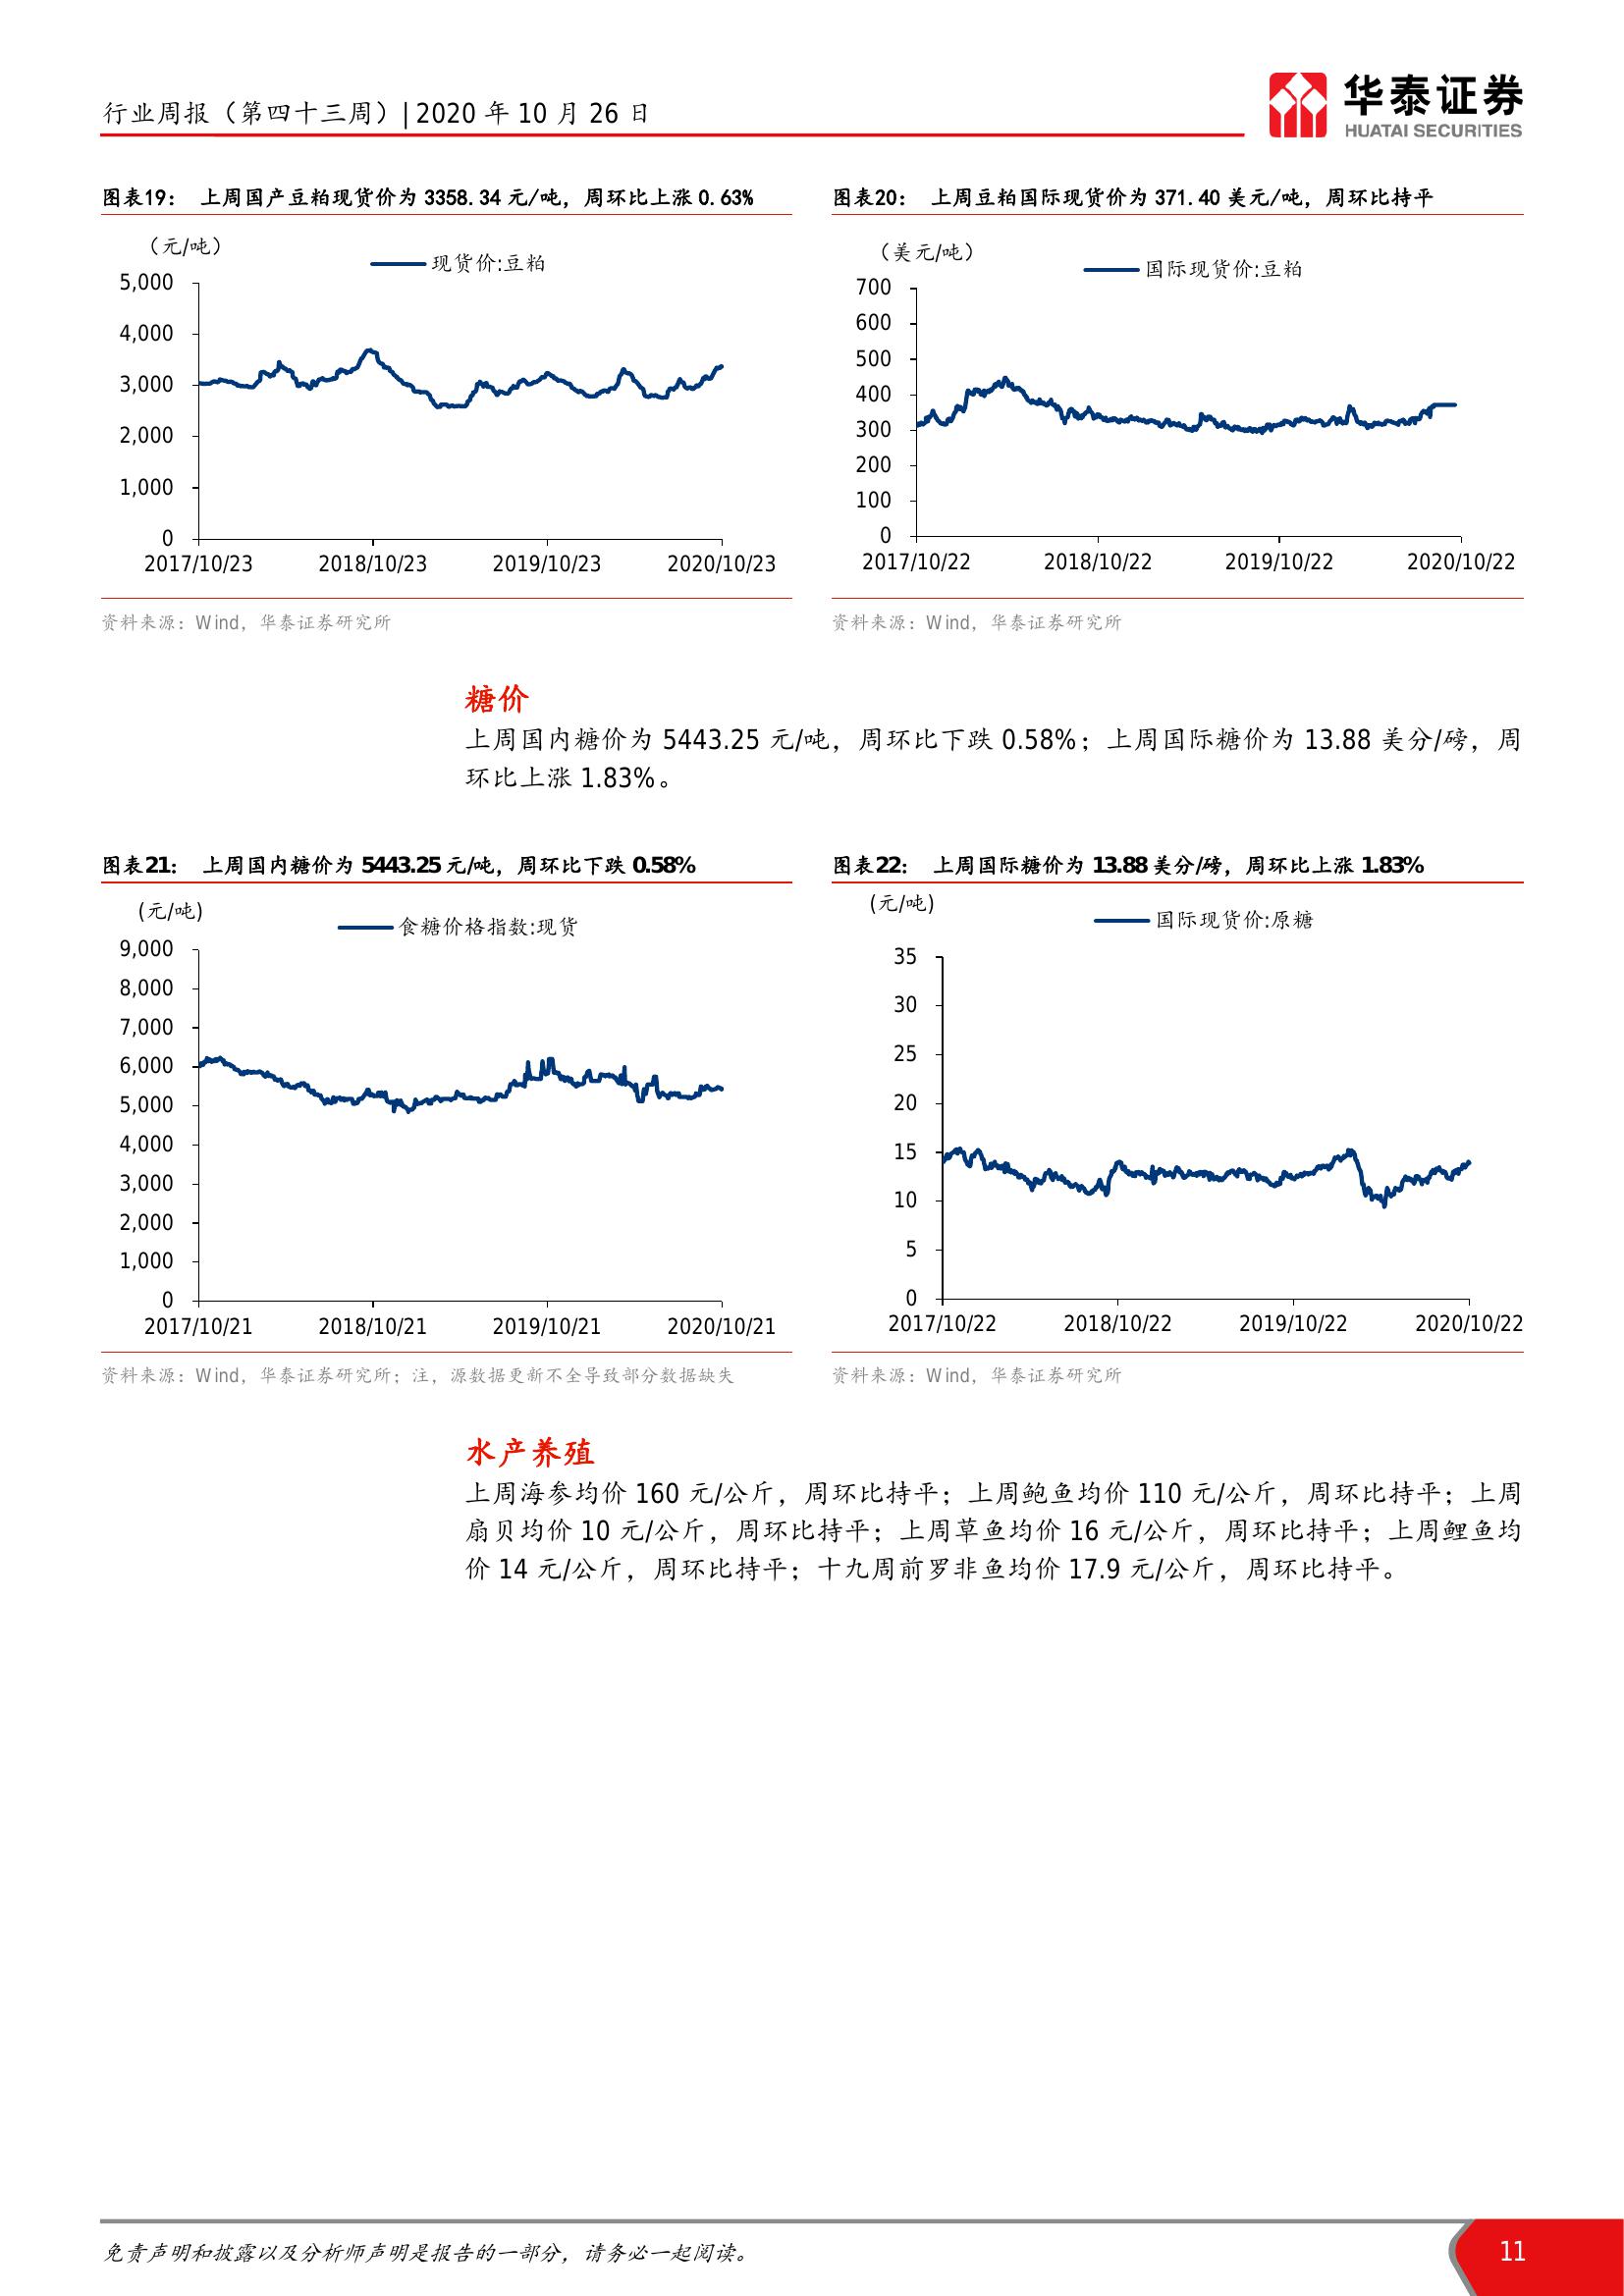 行业周报（第四十三周）| 2020 年 10 月 26 日
华泰证券
HUATAI SECURITIES
图表19： 上周国产豆粕现货价为 3358.34 元/吨，周环比上涨 0.63%
（元/吨）
现货价:豆粕
5,000
4,000
3,000
2,000
1,000
0
2017/10/23 2018/10/23 2019/10/23 2020/10/23
资料来源：Wind，华泰证券研究所
图表20： 上周豆粕国际现货价为 371.40 美元/吨，周环比持平
（美元/吨）
国际现货价:豆粕
700
600
500
400
300
200
100
0
2017/10/22 2018/10/22 2019/10/22 2020/10/22
资料来源：Wind，华泰证券研究所
糖价
上周国内糖价为 5443.25 元/吨，周环比下跌 0.58%；上周国际糖价为 13.88 美分/磅，周
环比上涨 1.83%。
图表21： 上周国内糖价为 5443.25 元/吨，周环比下跌 0.58%
(元/吨)
食糖价格指数:现货
9,000
8,000
7,000
6,000
5,000
4,000
3,000
2,000
1,000
0
2017/10/21 2018/10/21 2019/10/21 2020/10/21
资料来源：Wind，华泰证券研究所；注，源数据更新不全导致部分数据缺失
图表22： 上周国际糖价为 13.88 美分/磅，周环比上涨 1.83%
(元/吨)
国际现货价:原糖
35
30
25
20
15
10
5
0
2017/10/22 2018/10/22 2019/10/22 2020/10/22
资料来源：Wind，华泰证券研究所
水产养殖
上周海参均价 160 元/公斤，周环比持平；上周鲍鱼均价 110 元/公斤，周环比持平；上周
扇贝均价 10 元/公斤，周环比持平；上周草鱼均价 16 元/公斤，周环比持平；上周鲤鱼均
价 14 元/公斤，周环比持平；十九周前罗非鱼均价 17.9 元/公斤，周环比持平。
免责声明和披露以及分析师声明是报告的一部分，请务必一起阅读。
11